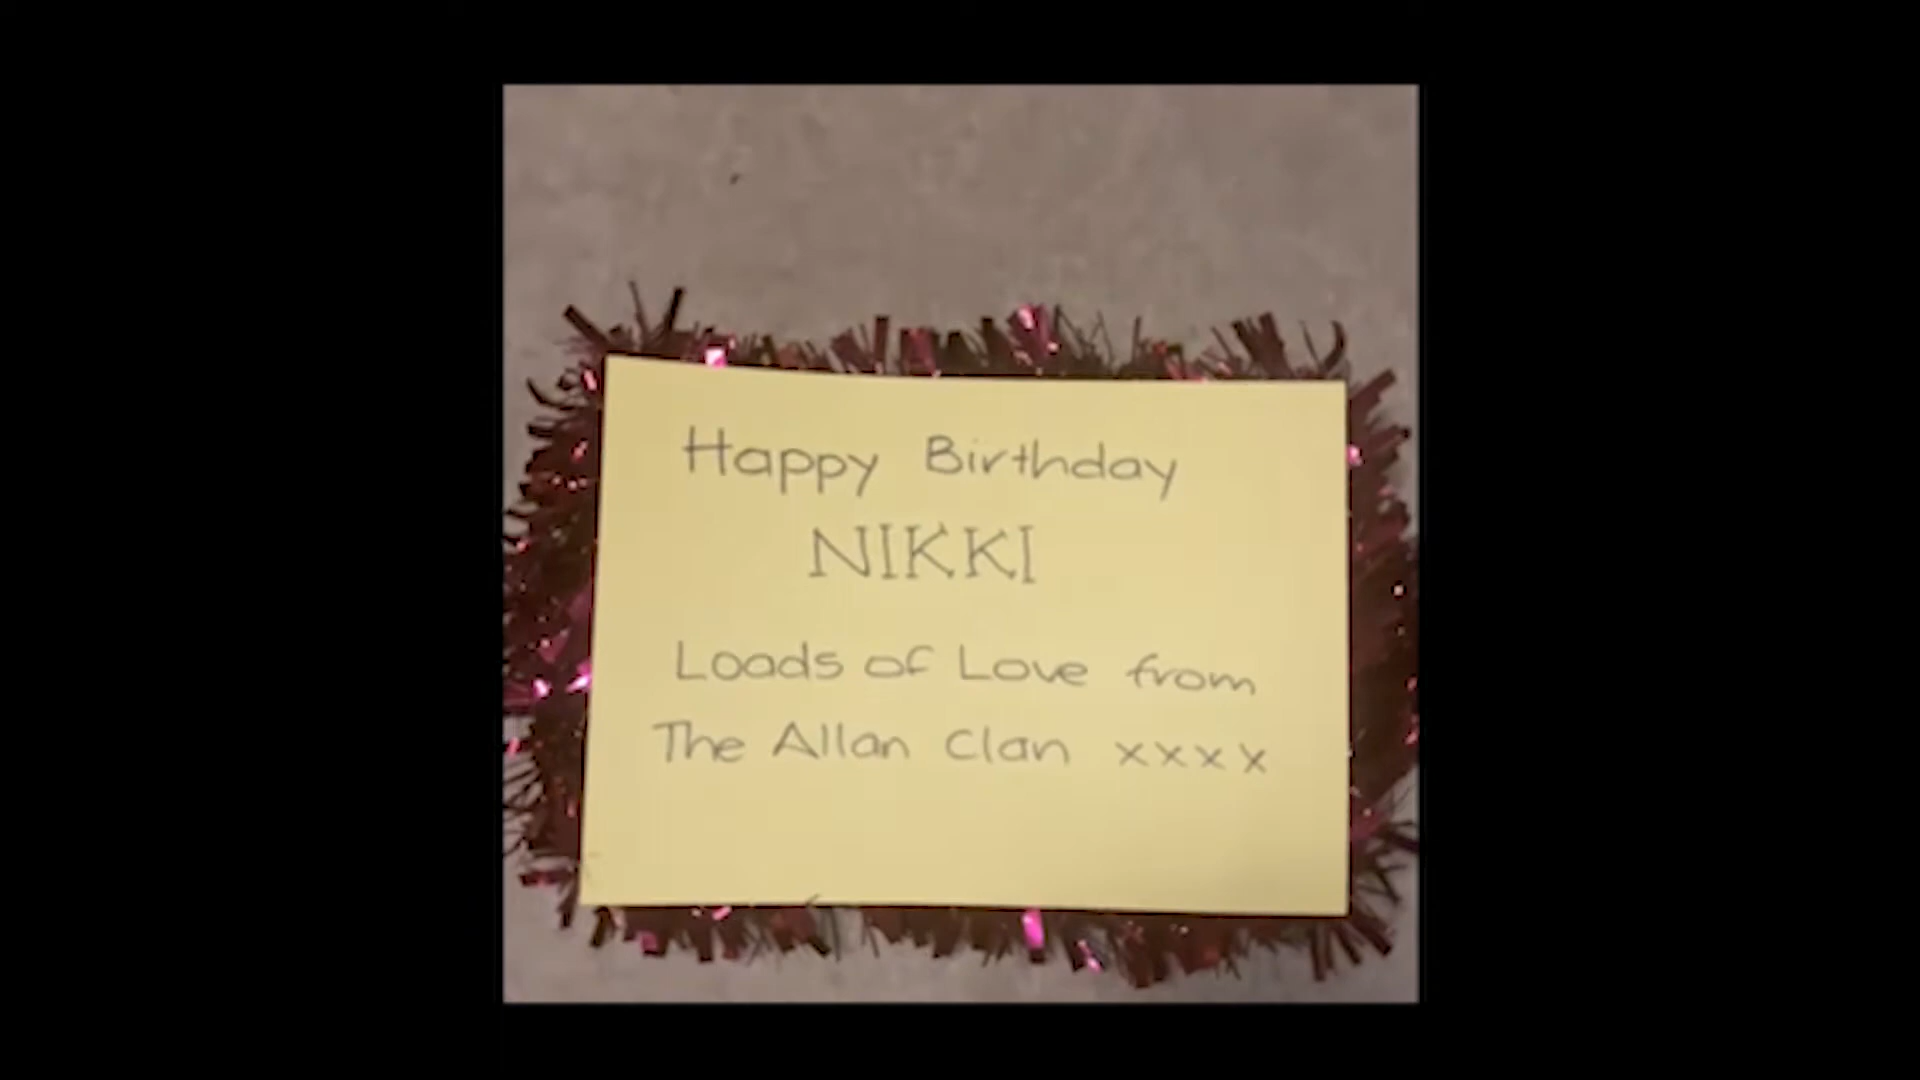 Happy Birthday
NIKKI
Loads of Love from
The Allan Clan xxxx